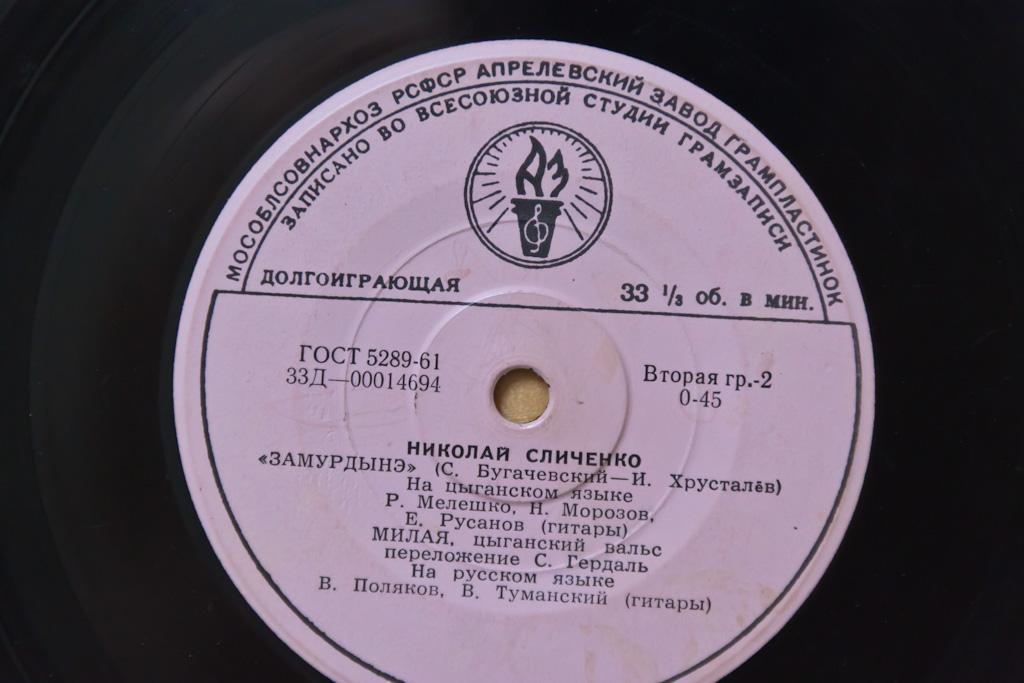 МОСОБЛСОВНАРХОЗ РСФСР АПРЕЛЕВСКИЙ ЗАВОД ГРАМПЛАСТИНОК
ЗАПИСАНО ВО ВСЕСОЮЗНОЙ СТУДИИ ГРАМЗАПИСИ
АЗ
ДОЛГОИГРАЮЩАЯ 33 ⅓ об. в мин.
ГОСТ 5289-61
33Д—00014694
Вторая гр.-2
0-45
НИКОЛАЙ СЛИЧЕНКО
«ЗАМУРДЫНЭ» (С. Бугачевский—И. Хрусталёв)
На цыганском языке
Р. Мелешко, Н. Морозов,
Е. Русанов (гитары)
МИЛАЯ, цыганский вальс
переложение С. Гердаль
На русском языке
В. Поляков, В. Туманский (гитары)